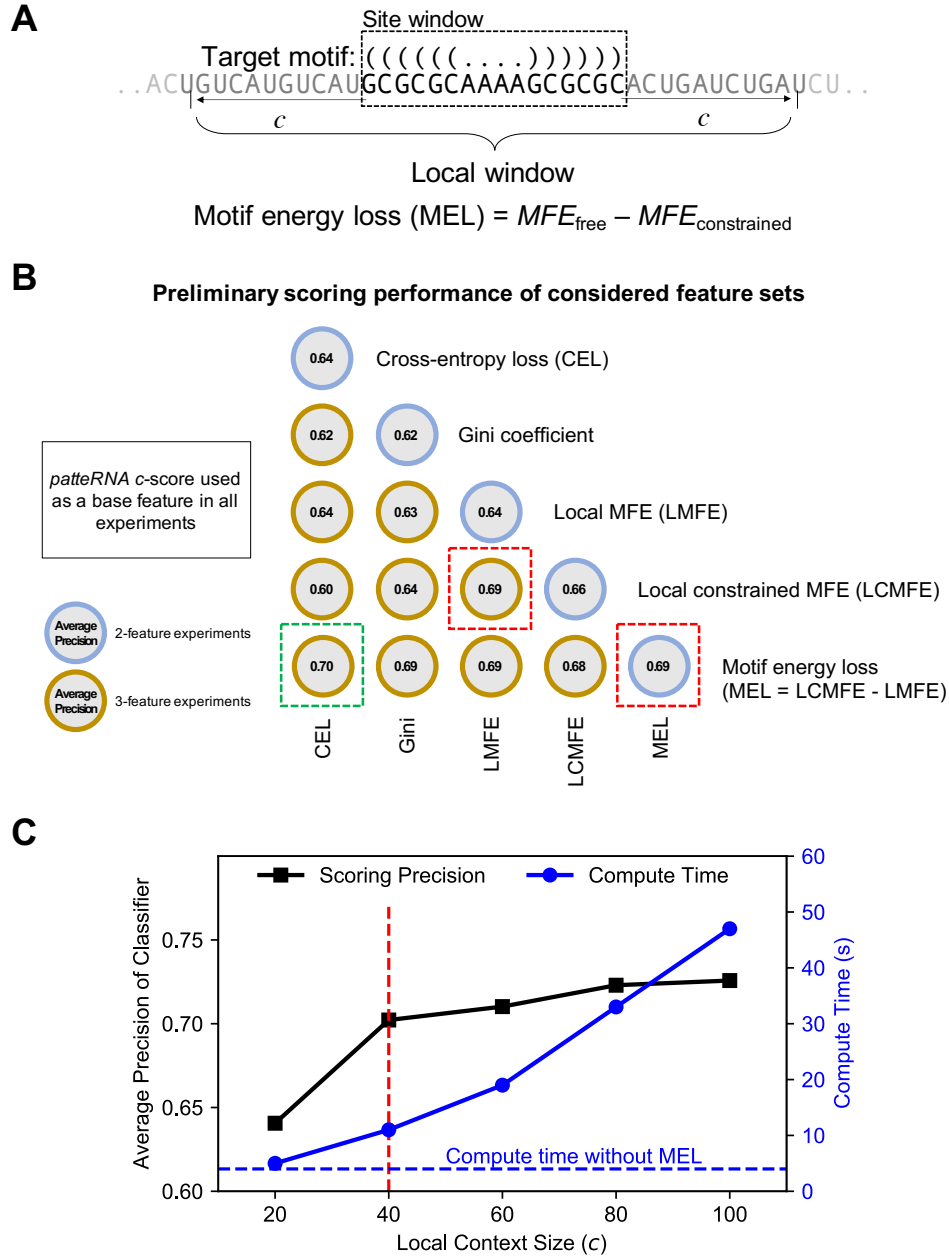 A
Site window
Target motif: ((((((....))))))
..ACUGUCAUGUCAUGCGCGCAAAAGCGCGCACUGAUCUGAUCU..
c c
Local window
Motif energy loss (MEL) = MFEfree – MFEconstrained
B
Preliminary scoring performance of considered feature sets
0.64 Cross-entropy loss (CEL)
0.62 0.62 Gini coefficient
patteRNA c-score used
as a base feature in all
experiments
0.64 0.63 0.64 Local MFE (LMFE)
0.60 0.64 0.69 0.66 Local constrained MFE (LCMFE)
Average
Precision
2-feature experiments
0.70 0.69 0.69 0.68 0.69 Motif energy loss
(MEL = LCMFE - LMFE)
Average
Precision
3-feature experiments
CEL
Gini
LMFE
LCMFE
MEL
C
Scoring Precision
Compute Time
Average Precision of Classifier
0.75
0.70
0.65
0.60
60
50
40
30
20
10
0
Compute Time (s)
Compute time without MEL
20 40 60 80 100
Local Context Size (c)